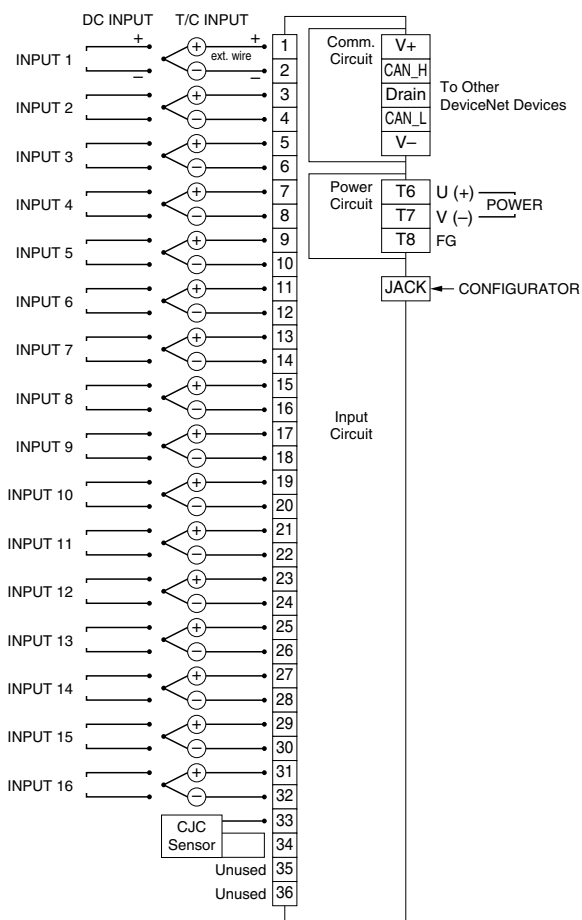 DC INPUT T/C INPUT
+ + +
INPUT 1 + ext. wire 1
− − − 2
INPUT 2 + 3
− 4
INPUT 3 + 5
− 6
INPUT 4 + 7
− 8
INPUT 5 + 9
− 10
INPUT 6 + 11
− 12
INPUT 7 + 13
− 14
INPUT 8 + 15
− 16
INPUT 9 + 17
− 18
INPUT 10 + 19
− 20
INPUT 11 + 21
− 22
INPUT 12 + 23
− 24
INPUT 13 + 25
− 26
INPUT 14 + 27
− 28
INPUT 15 + 29
− 30
INPUT 16 + 31
− 32
CJC
Sensor
33
34
Unused 35
Unused 36
Comm.
Circuit
V+
CAN_H
Drain
CAN_L
V−
To Other
DeviceNet Devices
Power
Circuit
T6 U (+)
T7 V (−)
POWER
T8 FG
JACK CONFIGURATOR
Input
Circuit